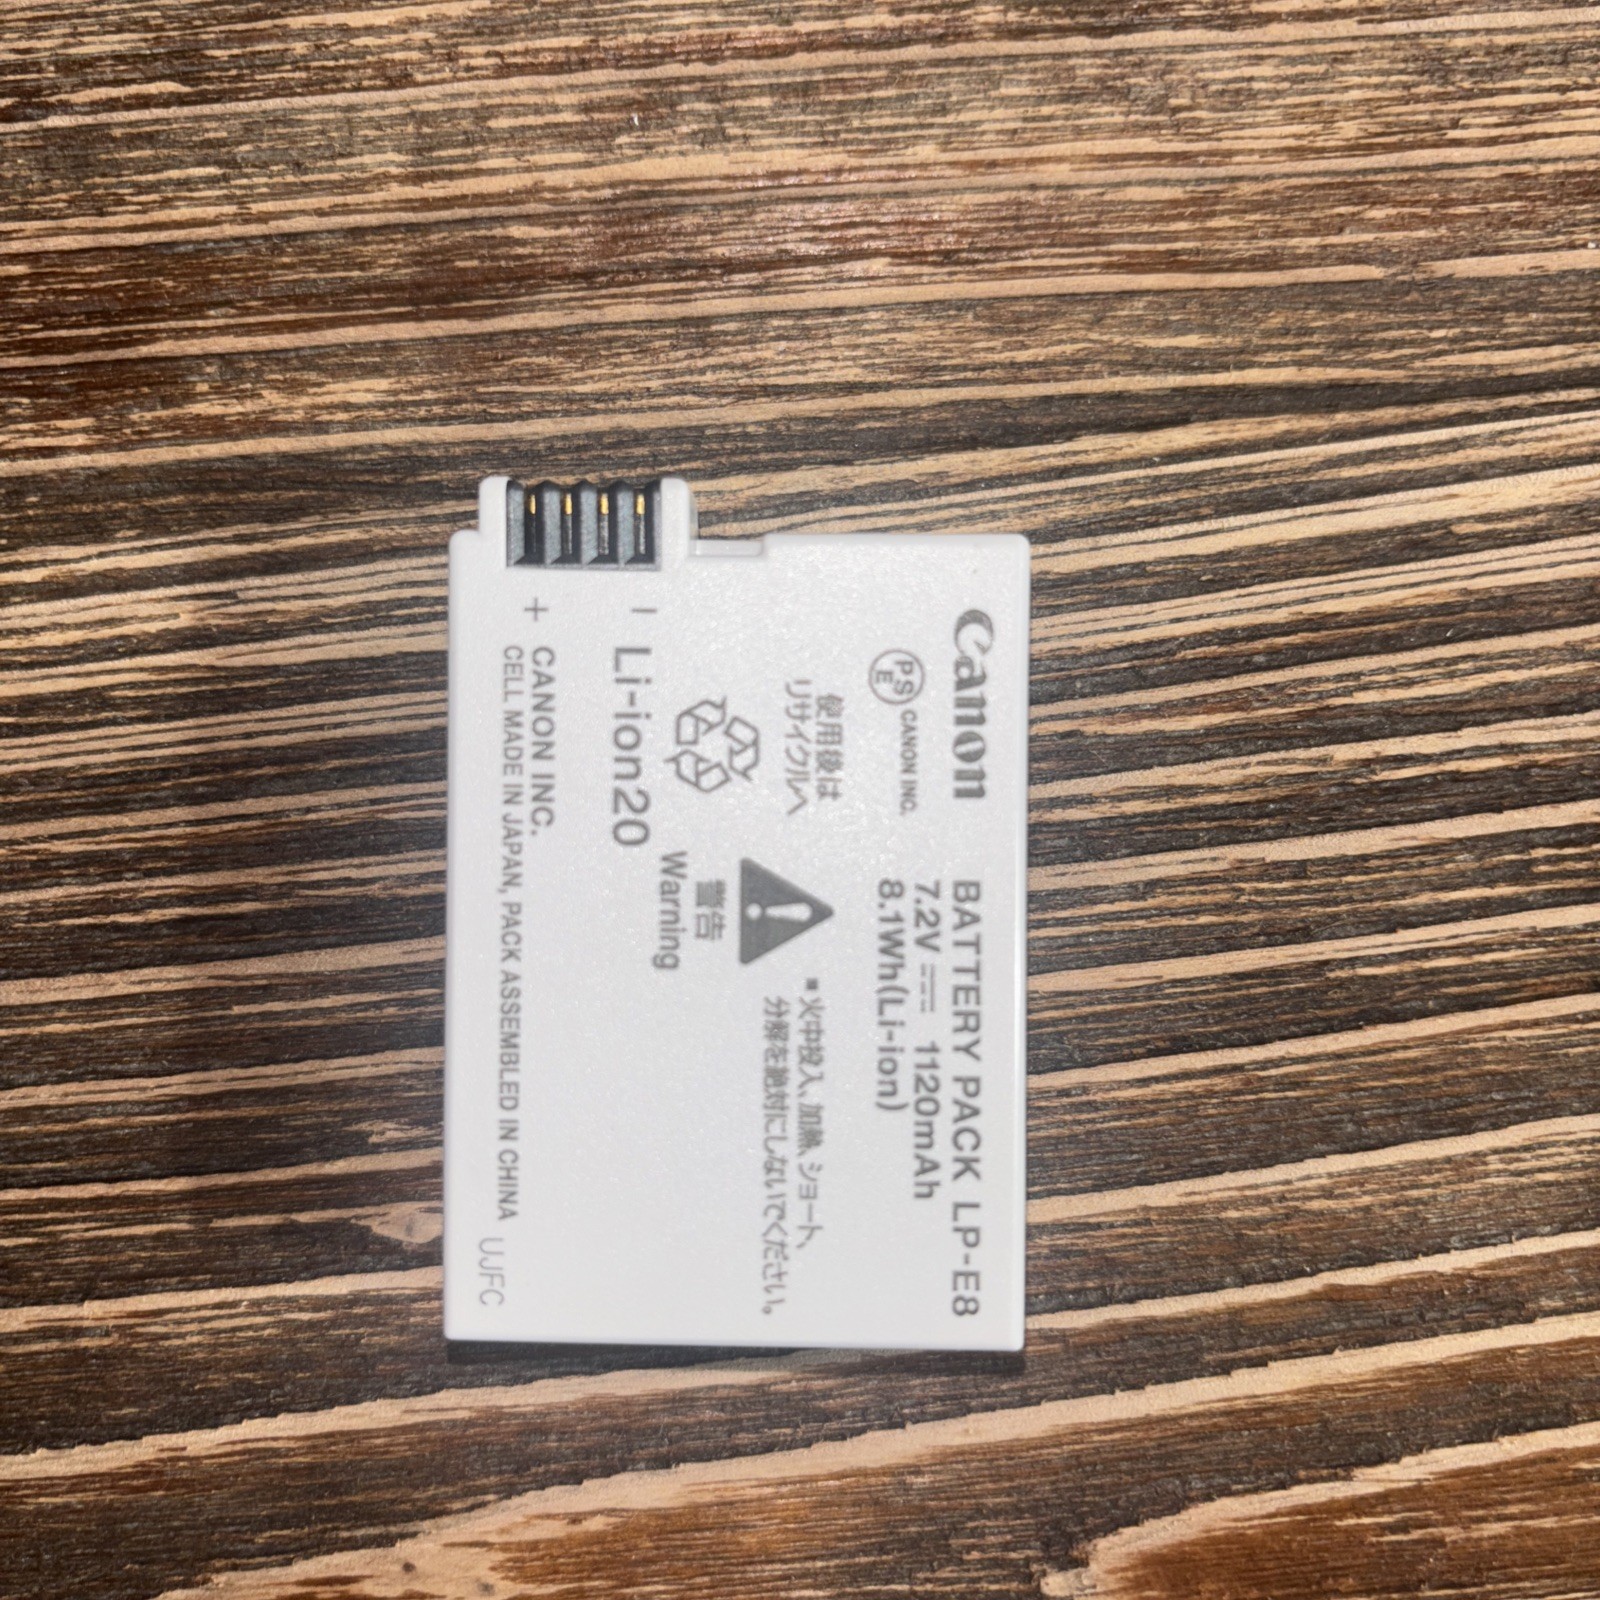 Canon BATTERY PACK LP-E8
7.2V ⎓ 1120mAh
8.1Wh(Li-ion)
PSE CANON INC.
使用後は
リサイクルへ
警告
Warning
■火中投入、加熱、ショート、
分解を絶対にしないでください。
− Li-ion20
+ CANON INC.
CELL MADE IN JAPAN, PACK ASSEMBLED IN CHINA UJFC